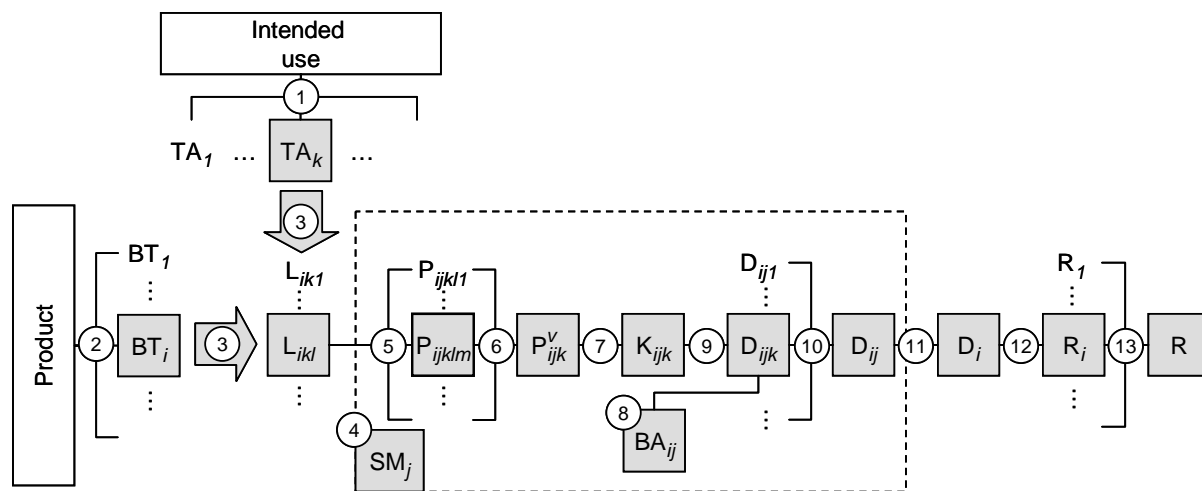 Intended
use
1
TA1 ... TAk ...
3
Product
2
BT1
⋮
BTi
⋮
3
Lik1
⋮
Likl
⋮
4
SMj
5
Pijkl1
⋮
Pijklm
⋮
6
Pvijk
7
Kijk
8
BAij
9
Dij1
⋮
Dijk
⋮
10
Dij
11
Di
12
R1
⋮
Ri
⋮
13
R